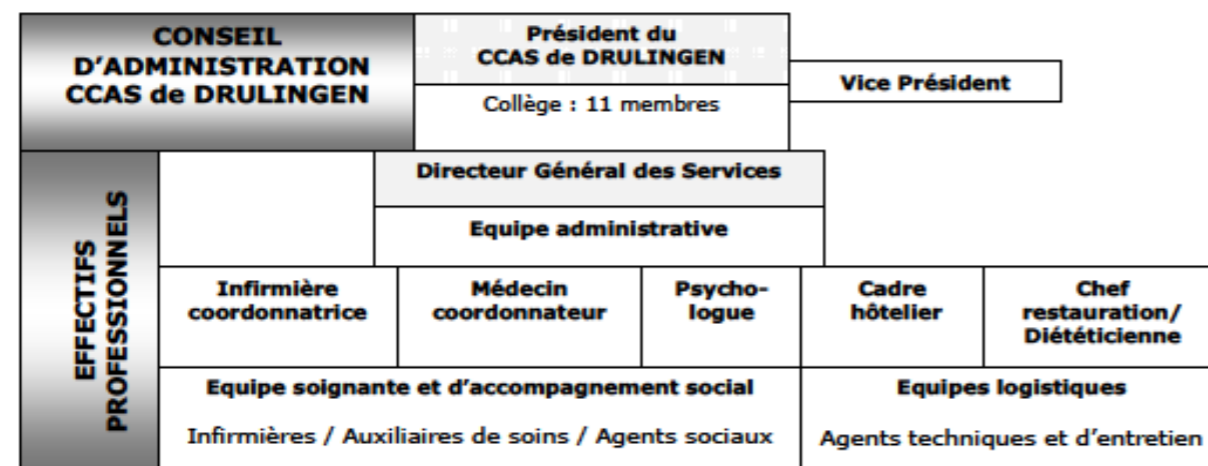 CONSEIL
D'ADMINISTRATION
CCAS de DRULINGEN
Président du
CCAS de DRULINGEN
Collège : 11 membres
Vice Président
EFFECTIFS
PROFESSIONNELS
Directeur Général des Services
Equipe administrative
Infirmière
coordonnatrice
Médecin
coordonnateur
Psycho-
logue
Cadre
hôtelier
Chef
restauration/
Diététicienne
Equipe soignante et d'accompagnement social
Infirmières / Auxiliaires de soins / Agents sociaux
Equipes logistiques
Agents techniques et d'entretien